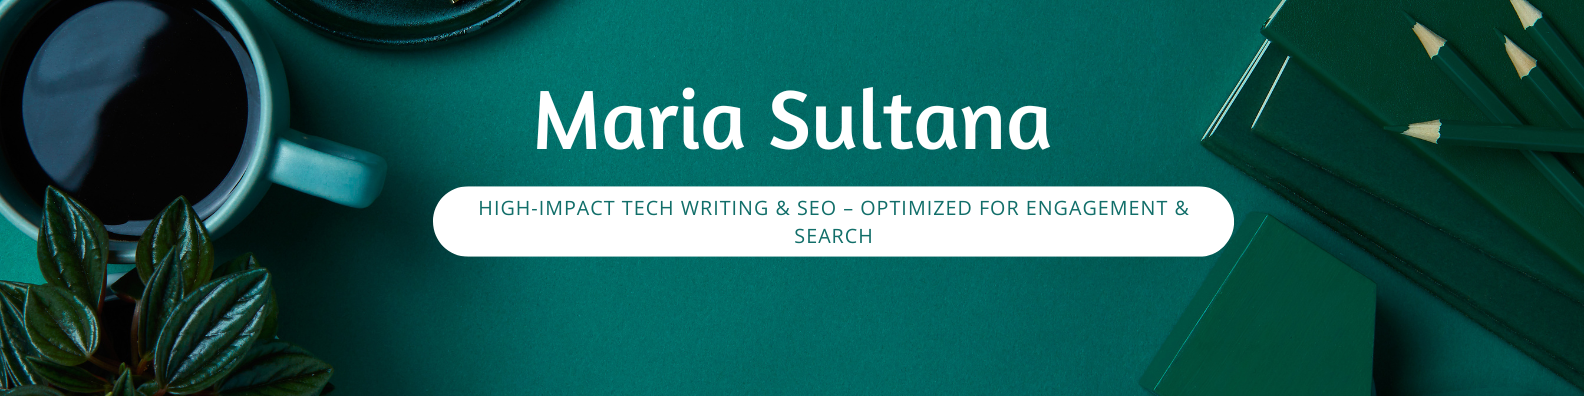 Maria Sultana
HIGH-IMPACT TECH WRITING & SEO – OPTIMIZED FOR ENGAGEMENT &
SEARCH